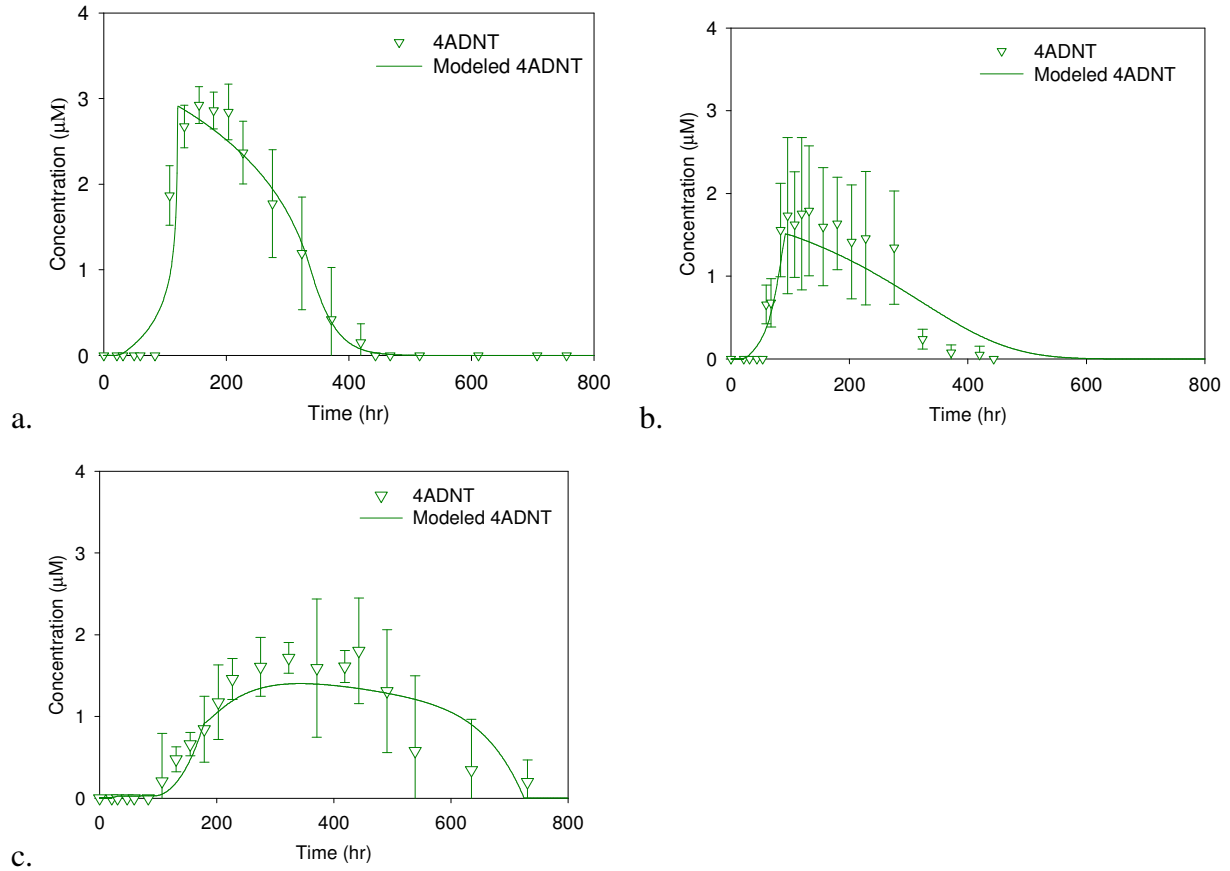 4
3
2
1
0
Concentration (µM)
4ADNT
Modeled 4ADNT
0 200 400 600 800
Time (hr)
a.
4
3
2
1
0
Concentration (µM)
4ADNT
Modeled 4ADNT
0 200 400 600 800
Time (hr)
b.
4
3
2
1
0
Concentration (µM)
4ADNT
Modeled 4ADNT
0 200 400 600 800
Time (hr)
c.